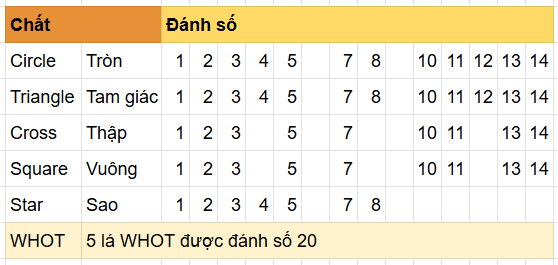 Chất Đánh số
Circle Tròn 1 2 3 4 5 7 8 10 11 12 13 14
Triangle Tam giác 1 2 3 4 5 7 8 10 11 12 13 14
Cross Thập 1 2 3 5 7 10 11 13 14
Square Vuông 1 2 3 5 7 10 11 13 14
Star Sao 1 2 3 4 5 7 8
WHOT 5 lá WHOT được đánh số 20